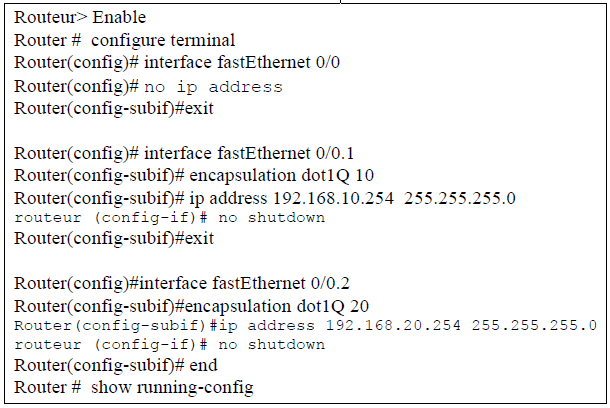 Routeur> Enable
Router #  configure terminal
Router(config)# interface fastEthernet 0/0
Router(config)# no ip address
Router(config-subif)#exit
Router(config)# interface fastEthernet 0/0.1
Router(config-subif)# encapsulation dot1Q 10
Router(config-subif)# ip address 192.168.10.254  255.255.255.0
routeur (config-if)# no shutdown
Router(config-subif)#exit
Router(config)#interface fastEthernet 0/0.2
Router(config-subif)#encapsulation dot1Q 20
Router(config-subif)#ip address 192.168.20.254 255.255.255.0
routeur (config-if)# no shutdown
Router(config-subif)# end
Router #  show running-config